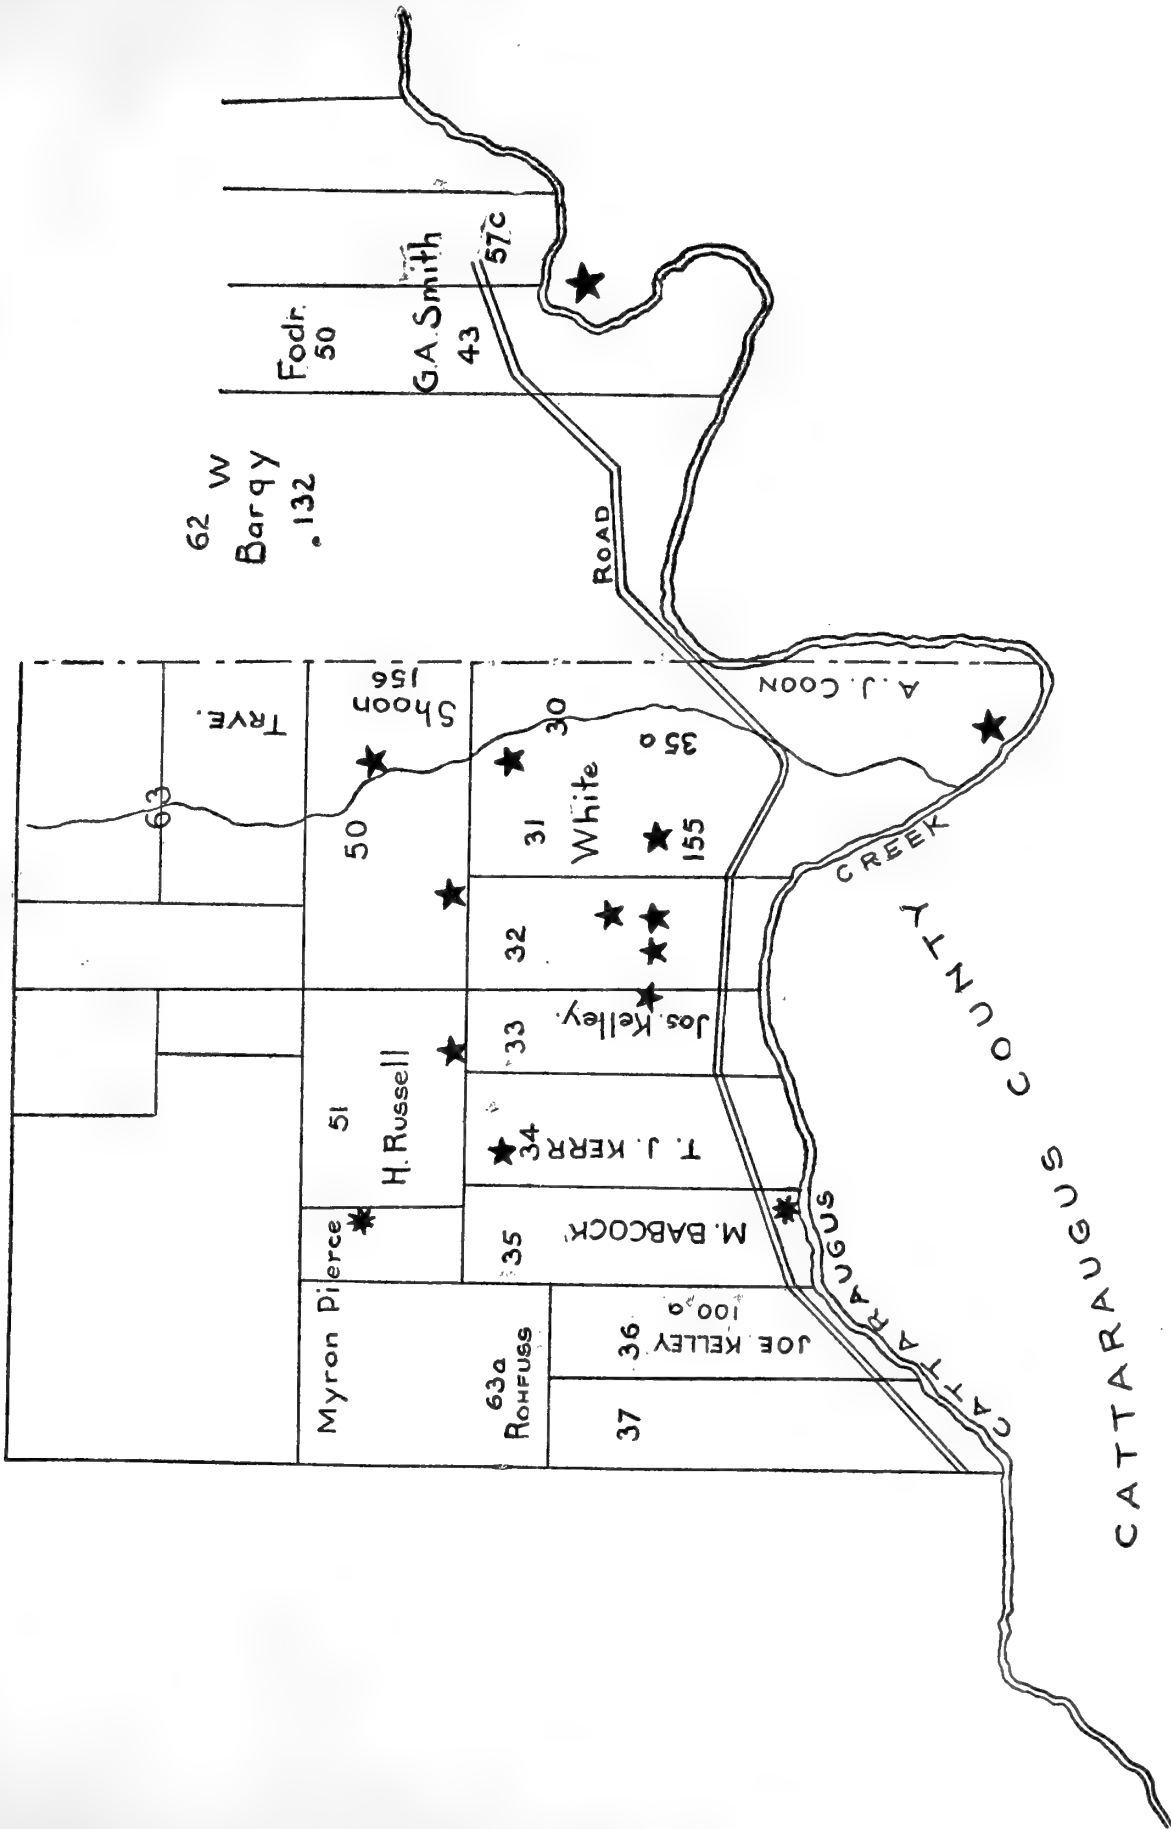 Fodr.
50
G.A. Smith
43
57c
62 W
Barqy
.132
ROAD
TRYE.
63
Shoon
156
50
30
35a
31
White
155
A. J. COON
32
33
Jos. Kelley.
51
H. Russell
34
T. J. KERR
35
M. BABCOCK
Myron Pierce
63a
ROHFUSS
36
JOE KELLEY
100,a
37
CATTARAUGUS
CREEK
CATTARAUGUS COUNTY